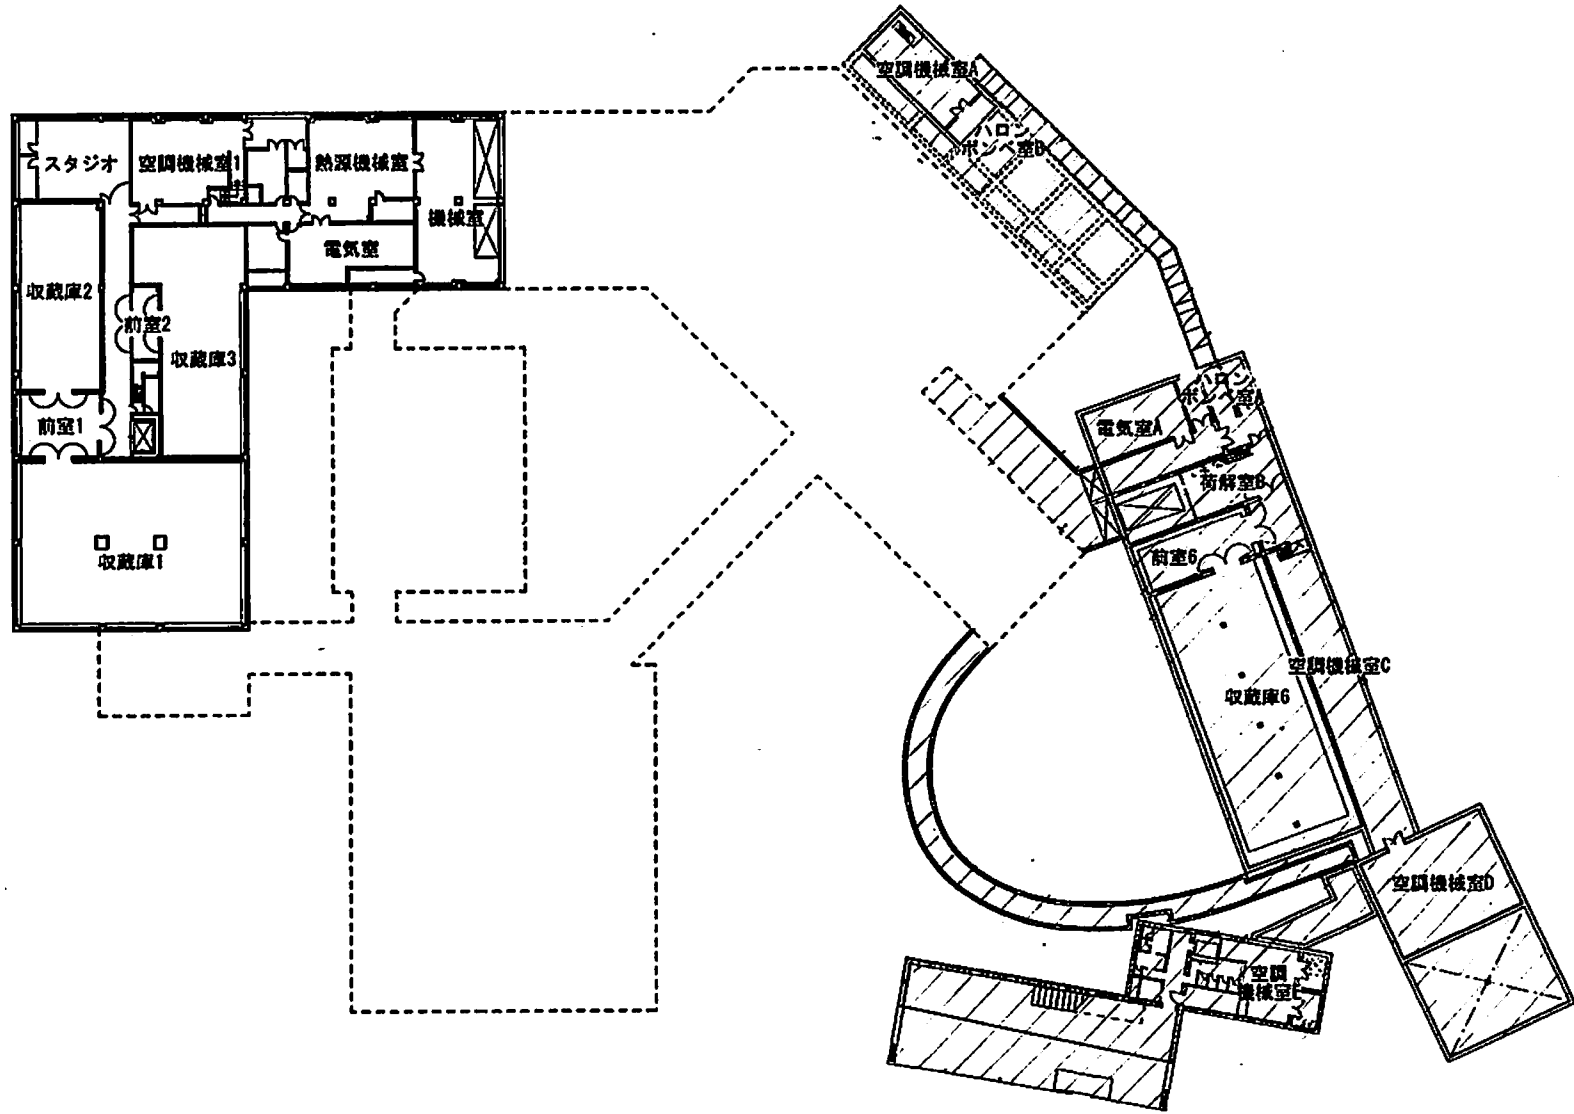 スタジオ
空調機械室1
熱源機械室
機械室
電気室
収蔵庫2
前室2
収蔵庫3
前室1
収蔵庫1
空調機械室A
ハロン
ボンベ室B
ハロン
ボンベ室A
電気室A
荷解室B
前室6
収蔵庫6
空調機械室C
空調機械室D
空調
機械室E